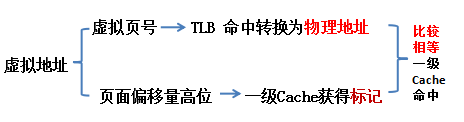 虚拟页号
TLB 命中转换为物理地址
虚拟地址
页面偏移量高位
一级Cache获得标记
比较
相等
一级
Cache
命中